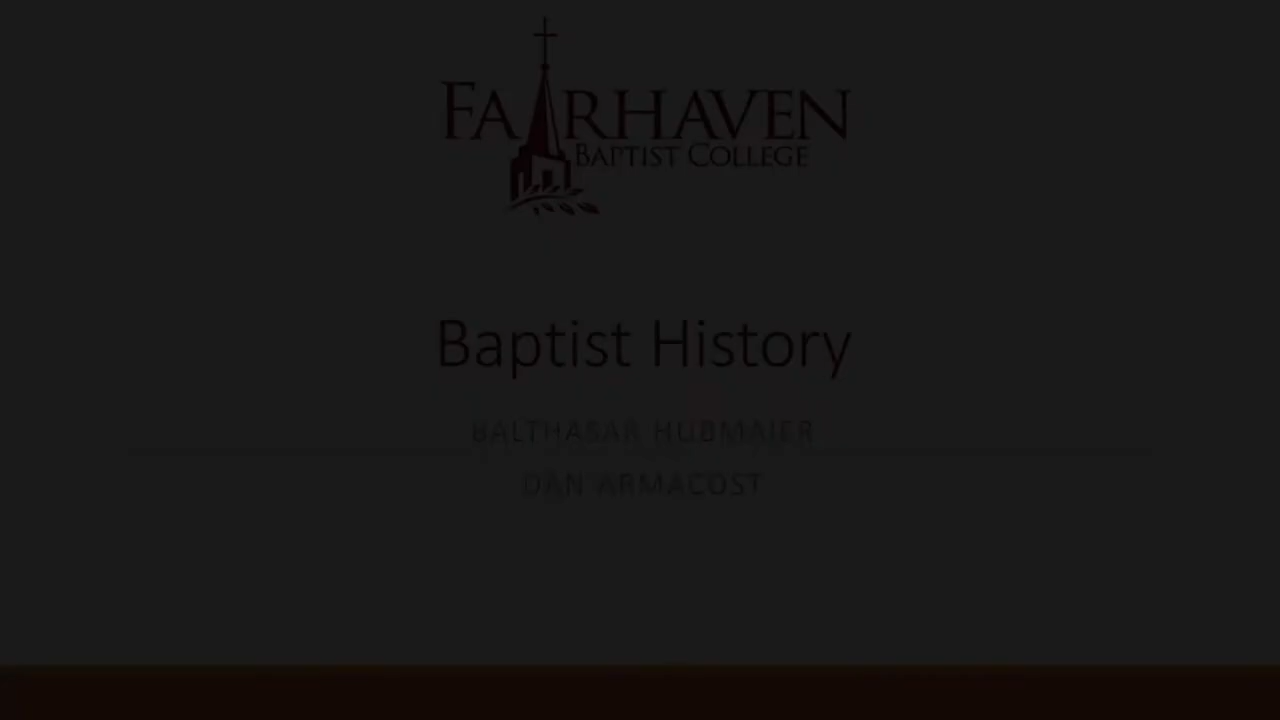 FAIRHAVEN
BAPTIST COLLEGE
Baptist History
BALTHASAR HUBMAIER
DAN ARMACOST